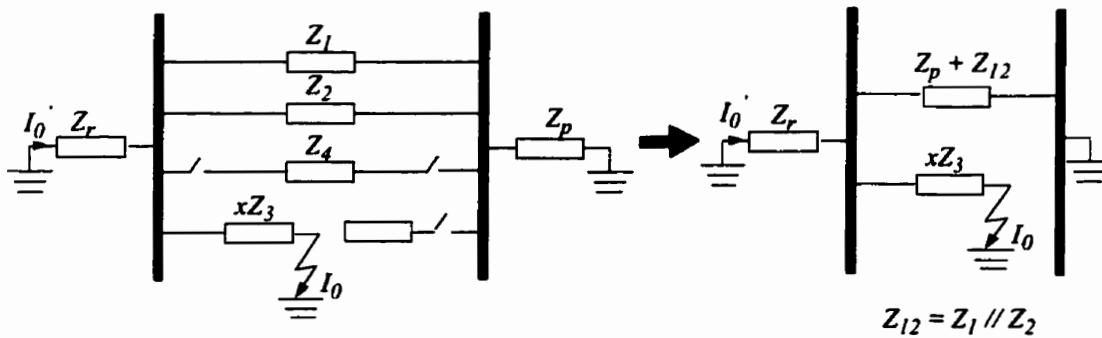 Z₁
Z₂
I₀ Zᵣ
Zₚ
Z₄
xZ₃
I₀
Zₚ + Z₁₂
I₀ Zᵣ
xZ₃
I₀
Z₁₂ = Z₁ // Z₂